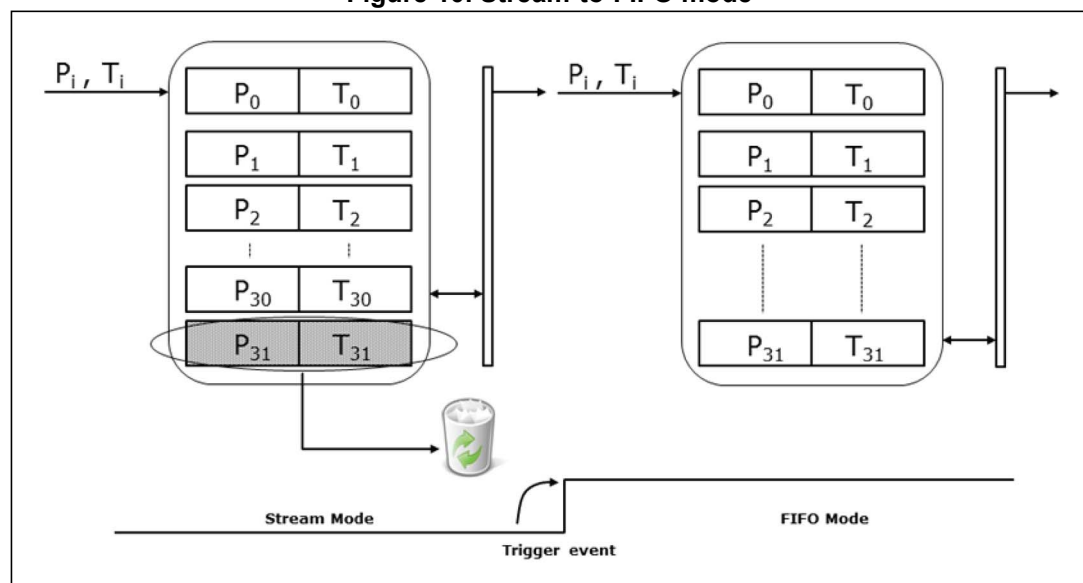 Figure Stream to FIFO mode
Pᵢ , Tᵢ
P₀ T₀
P₁ T₁
P₂ T₂
P₃₀ T₃₀
P₃₁ T₃₁
Pᵢ , Tᵢ
P₀ T₀
P₁ T₁
P₂ T₂
P₃₁ T₃₁
Stream Mode
Trigger event
FIFO Mode